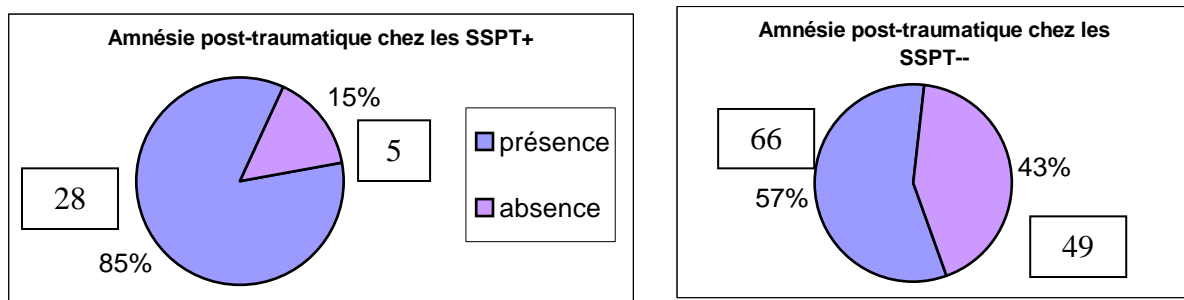 Amnésie post-traumatique chez les SSPT+
15%
5
28
85%
présence
absence
Amnésie post-traumatique chez les
SSPT--
66
57%
43%
49